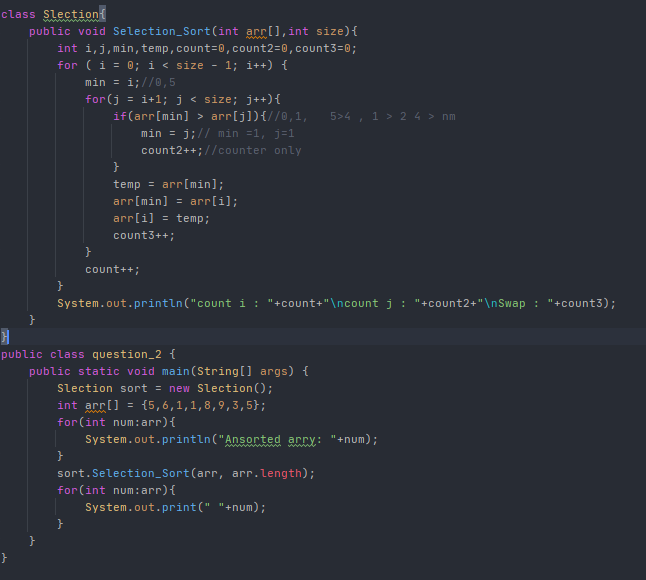 class Slection{
    public void Selection_Sort(int arr[],int size){
        int i,j,min,temp,count=0,count2=0,count3=0;
        for ( i = 0; i < size - 1; i++) {
            min = i;//0,5
            for(j = i+1; j < size; j++){
                if(arr[min] > arr[j]){//0,1,   5>4 , 1 > 2 4 > nm
                    min = j;// min =1, j=1
                    count2++;//counter only
                }
                temp = arr[min];
                arr[min] = arr[i];
                arr[i] = temp;
                count3++;
            }
            count++;
        }
        System.out.println("count i : "+count+"\ncount j : "+count2+"\nSwap : "+count3);
    }
}
public class question_2 {
    public static void main(String[] args) {
        Slection sort = new Slection();
        int arr[] = {5,6,1,1,8,9,3,5};
        for(int num:arr){
            System.out.println("Ansorted arry: "+num);
        }
        sort.Selection_Sort(arr, arr.length);
        for(int num:arr){
            System.out.print(" "+num);
        }
    }
}